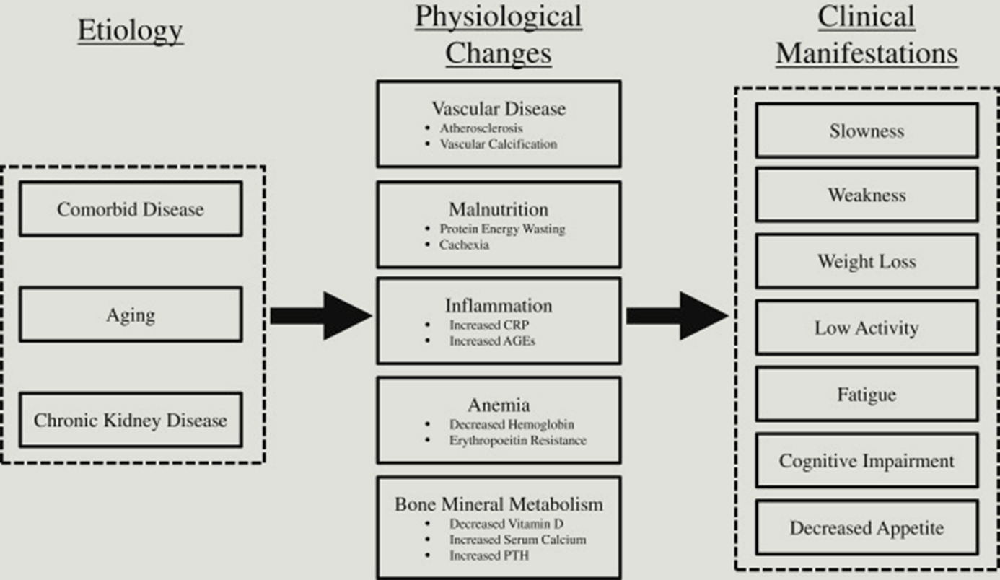 Etiology
Comorbid Disease
Aging
Chronic Kidney Disease
Physiological
Changes
Vascular Disease
• Atherosclerosis
• Vascular Calcification
Malnutrition
• Protein Energy Wasting
• Cachexia
Inflammation
• Increased CRP
• Increased AGEs
Anemia
• Decreased Hemoglobin
• Erythropoeitin Resistance
Bone Mineral Metabolism
• Decreased Vitamin D
• Increased Serum Calcium
• Increased PTH
Clinical
Manifestations
Slowness
Weakness
Weight Loss
Low Activity
Fatigue
Cognitive Impairment
Decreased Appetite